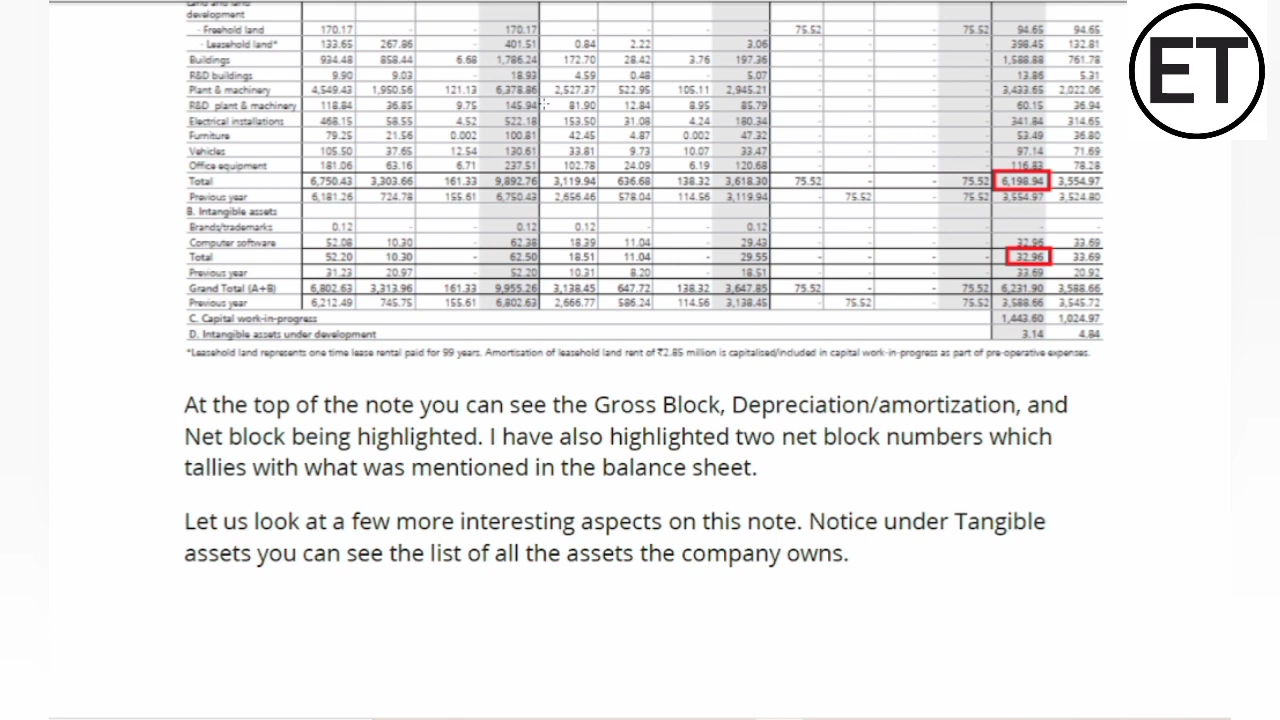 development
- Freehold land 170.17 - - 170.17 - - - - 75.52 - - 75.52 94.65 94.65
- Leasehold land* 133.65 267.86 - 401.51 0.84 2.22 - 3.06 - - - - 398.45 132.81
Buildings 934.48 858.44 6.68 1,786.24 172.70 28.42 3.76 197.36 - - - - 1,588.88 761.78
R&D buildings 9.90 9.03 - 18.93 4.59 0.48 - 5.07 - - - - 13.86 5.31
Plant & machinery 4,549.43 1,950.56 121.13 6,378.86 2,527.37 522.95 105.11 2,945.21 - - - - 3,433.65 2,022.06
R&D plant & machinery 118.84 36.85 9.75 145.94 81.90 12.84 8.95 85.79 - - - - 60.15 36.94
Electrical installations 468.15 58.55 4.52 522.18 153.50 31.08 4.24 180.34 - - - - 341.84 314.65
Furniture 79.25 21.56 0.002 100.81 42.45 4.87 0.002 47.32 - - - - 53.49 36.80
Vehicles 105.50 37.65 12.54 130.61 33.81 9.73 10.07 33.47 - - - - 97.14 71.69
Office equipment 181.06 63.16 6.71 237.51 102.78 24.09 6.19 120.68 - - - - 116.83 78.28
Total 6,750.43 3,303.66 161.33 9,892.76 3,119.94 636.68 138.32 3,618.30 75.52 - - 75.52 6,198.94 3,554.97
Previous year 6,181.26 724.78 155.61 6,750.43 2,656.46 578.04 114.56 3,119.94 - 75.52 - 75.52 3,554.97 3,524.80
B. Intangible assets
Brands/trademarks 0.12 - - 0.12 0.12 - - 0.12 - - - - - -
Computer software 52.08 10.30 - 62.38 18.39 11.04 - 29.43 - - - - 32.96 33.69
Total 52.20 10.30 - 62.50 18.51 11.04 - 29.55 - - - - 32.96 33.69
Previous year 31.23 20.97 - 52.20 10.31 8.20 - 18.51 - - - - 33.69 20.92
Grand Total (A+B) 6,802.63 3,313.96 161.33 9,955.26 3,138.45 647.72 138.32 3,647.85 75.52 - - 75.52 6,231.90 3,588.66
Previous year 6,212.49 745.75 155.61 6,802.63 2,666.77 586.24 114.56 3,138.45 - 75.52 - 75.52 3,588.66 3,545.72
C. Capital work-in-progress 1,443.60 1,024.97
D. Intangible assets under development 3.14 4.84
*Leasehold land represents one time lease rental paid for 99 years. Amortisation of leasehold land rent of ₹2.85 million is capitalised/included in capital work-in-progress as part of pre-operative expenses.
At the top of the note you can see the Gross Block, Depreciation/amortization, and
Net block being highlighted. I have also highlighted two net block numbers which
tallies with what was mentioned in the balance sheet.
Let us look at a few more interesting aspects on this note. Notice under Tangible
assets you can see the list of all the assets the company owns.
ET